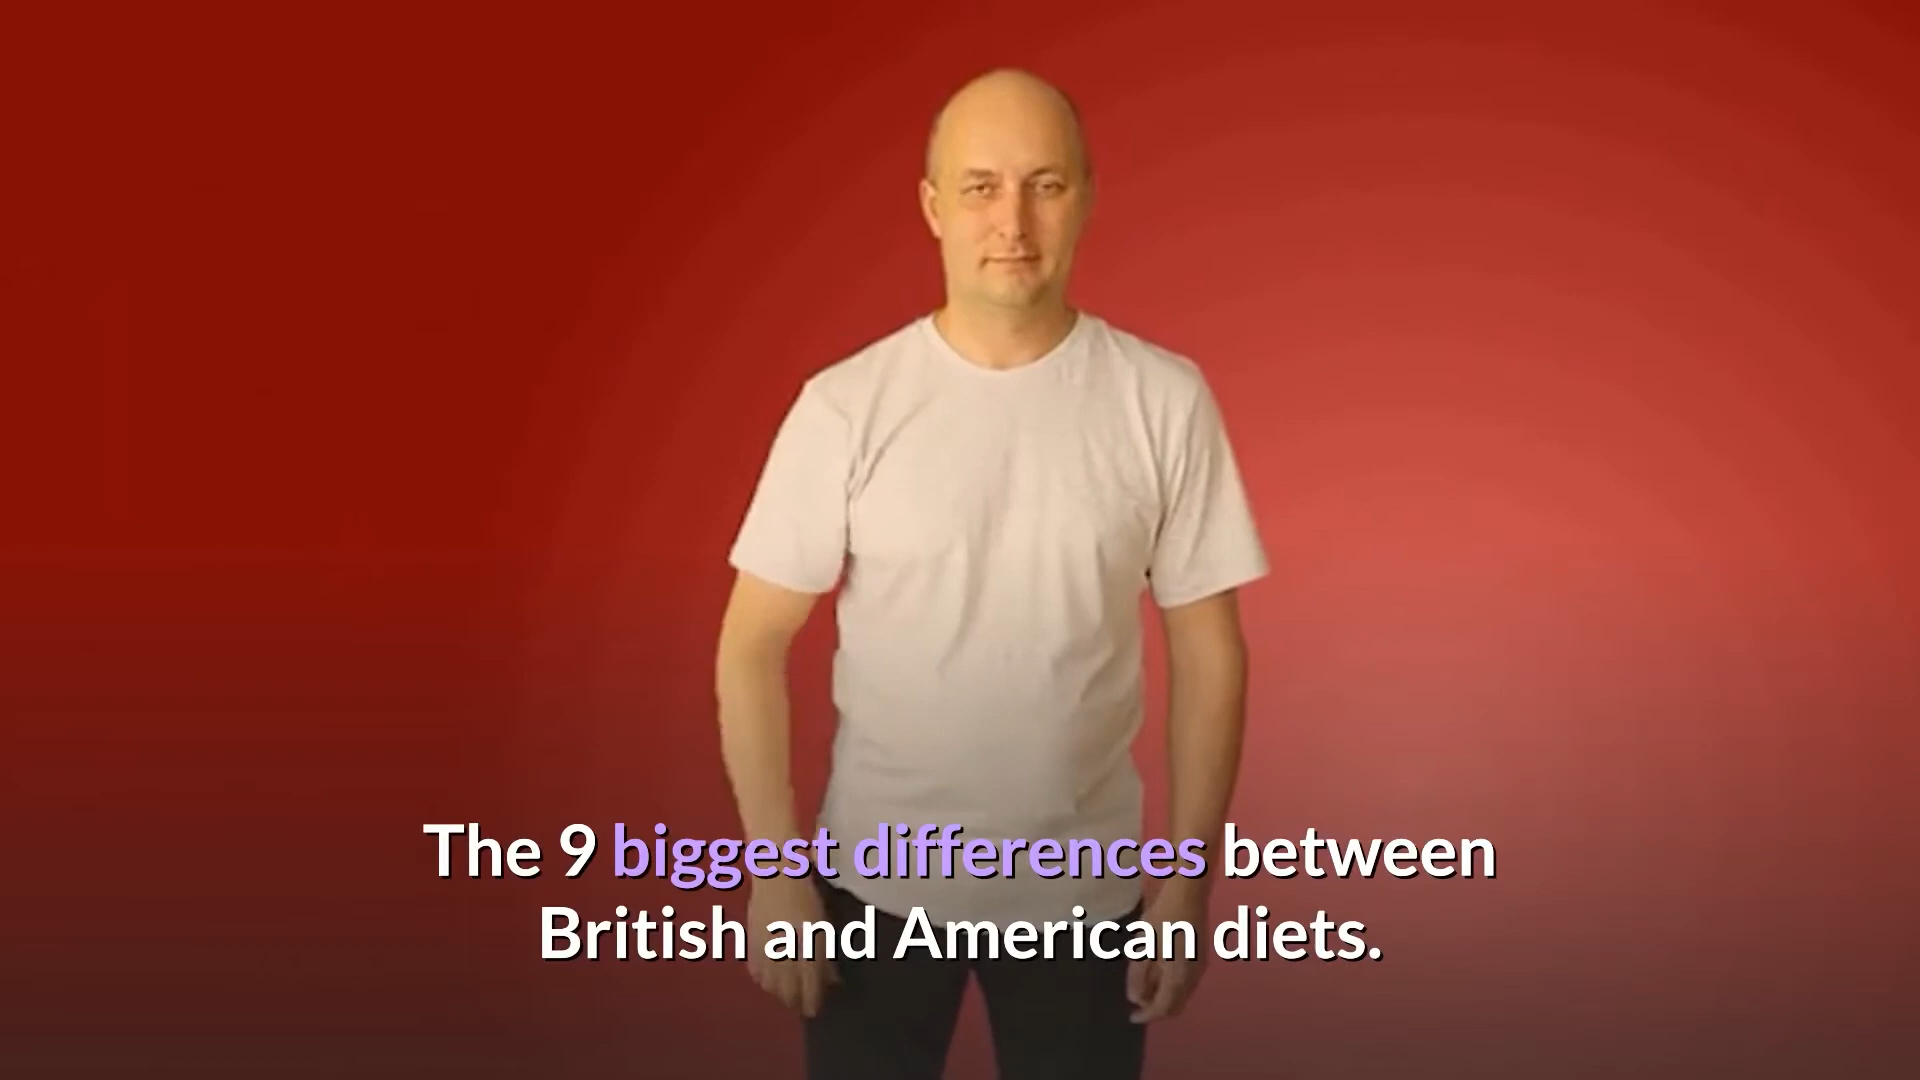 The 9 biggest differences between
British and American diets.